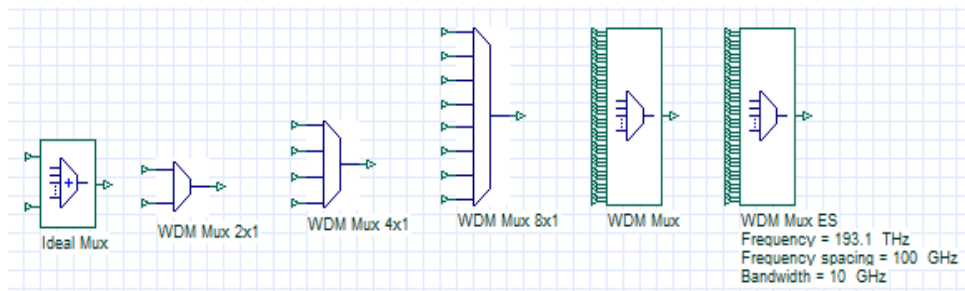 Ideal Mux
WDM Mux 2x1
WDM Mux 4x1
WDM Mux 8x1
WDM Mux
WDM Mux ES
Frequency = 193.1 THz
Frequency spacing = 100 GHz
Bandwidth = 10 GHz